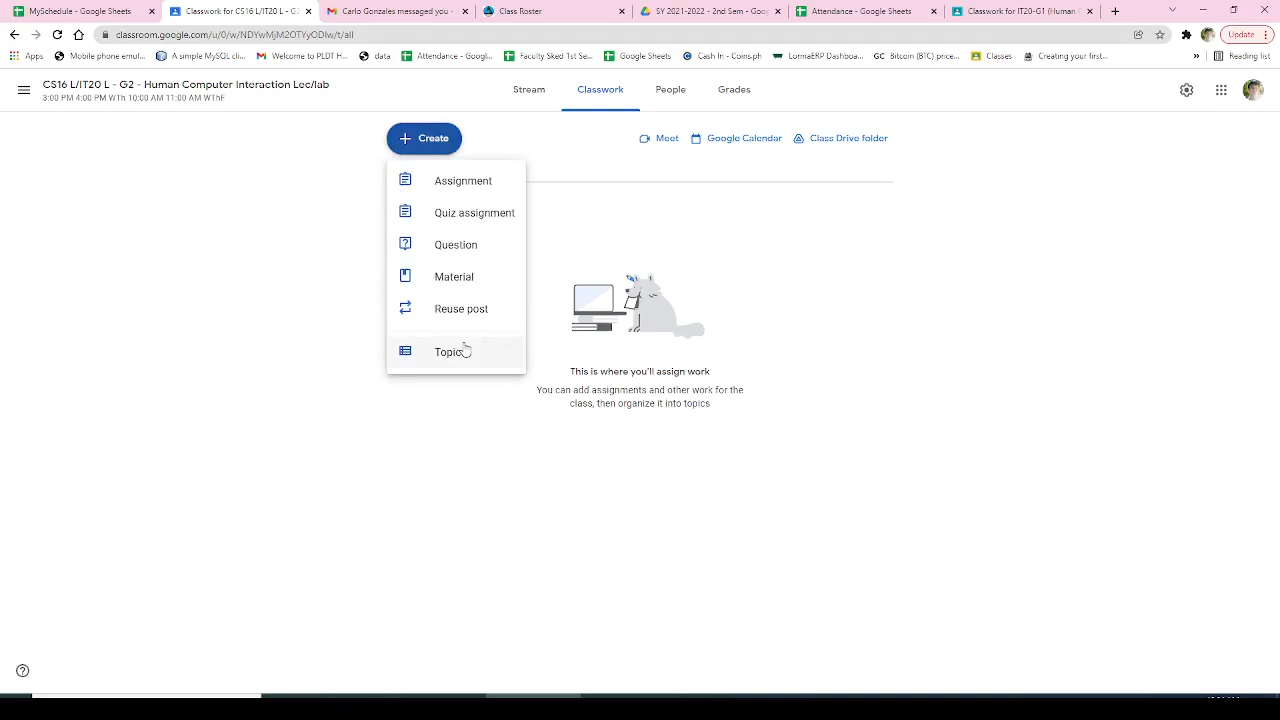 MySchedule - Google Sheets
Classwork for CS16 L/IT20 L - G2
Carlo Gonzales messaged you -
Class Roster
SY 2021-2022 - 2nd Sem - Goog
Attendance - Google Sheets
Classwork for IT20-G1 (Human C
classroom.google.com/u/0/w/NDYwMjM2OTYyODIw/t/all
Update
Apps
Mobile phone emul...
A simple MySQL cli...
Welcome to PLDT H...
data
Attendance - Googl...
Faculty Sked 1st Se...
Google Sheets
Cash In - Coins.ph
LormaERP Dashboa...
GC Bitcoin (BTC) price...
Classes
Creating your first...
»
Reading list
CS16 L/IT20 L - G2 - Human Computer Interaction Lec/lab
3:00 PM 4:00 PM WTh 10:00 AM 11:00 AM WThF
Stream
Classwork
People
Grades
Create
Meet
Google Calendar
Class Drive folder
Assignment
Quiz assignment
Question
Material
Reuse post
Topic
This is where you'll assign work
You can add assignments and other work for the
class, then organize it into topics